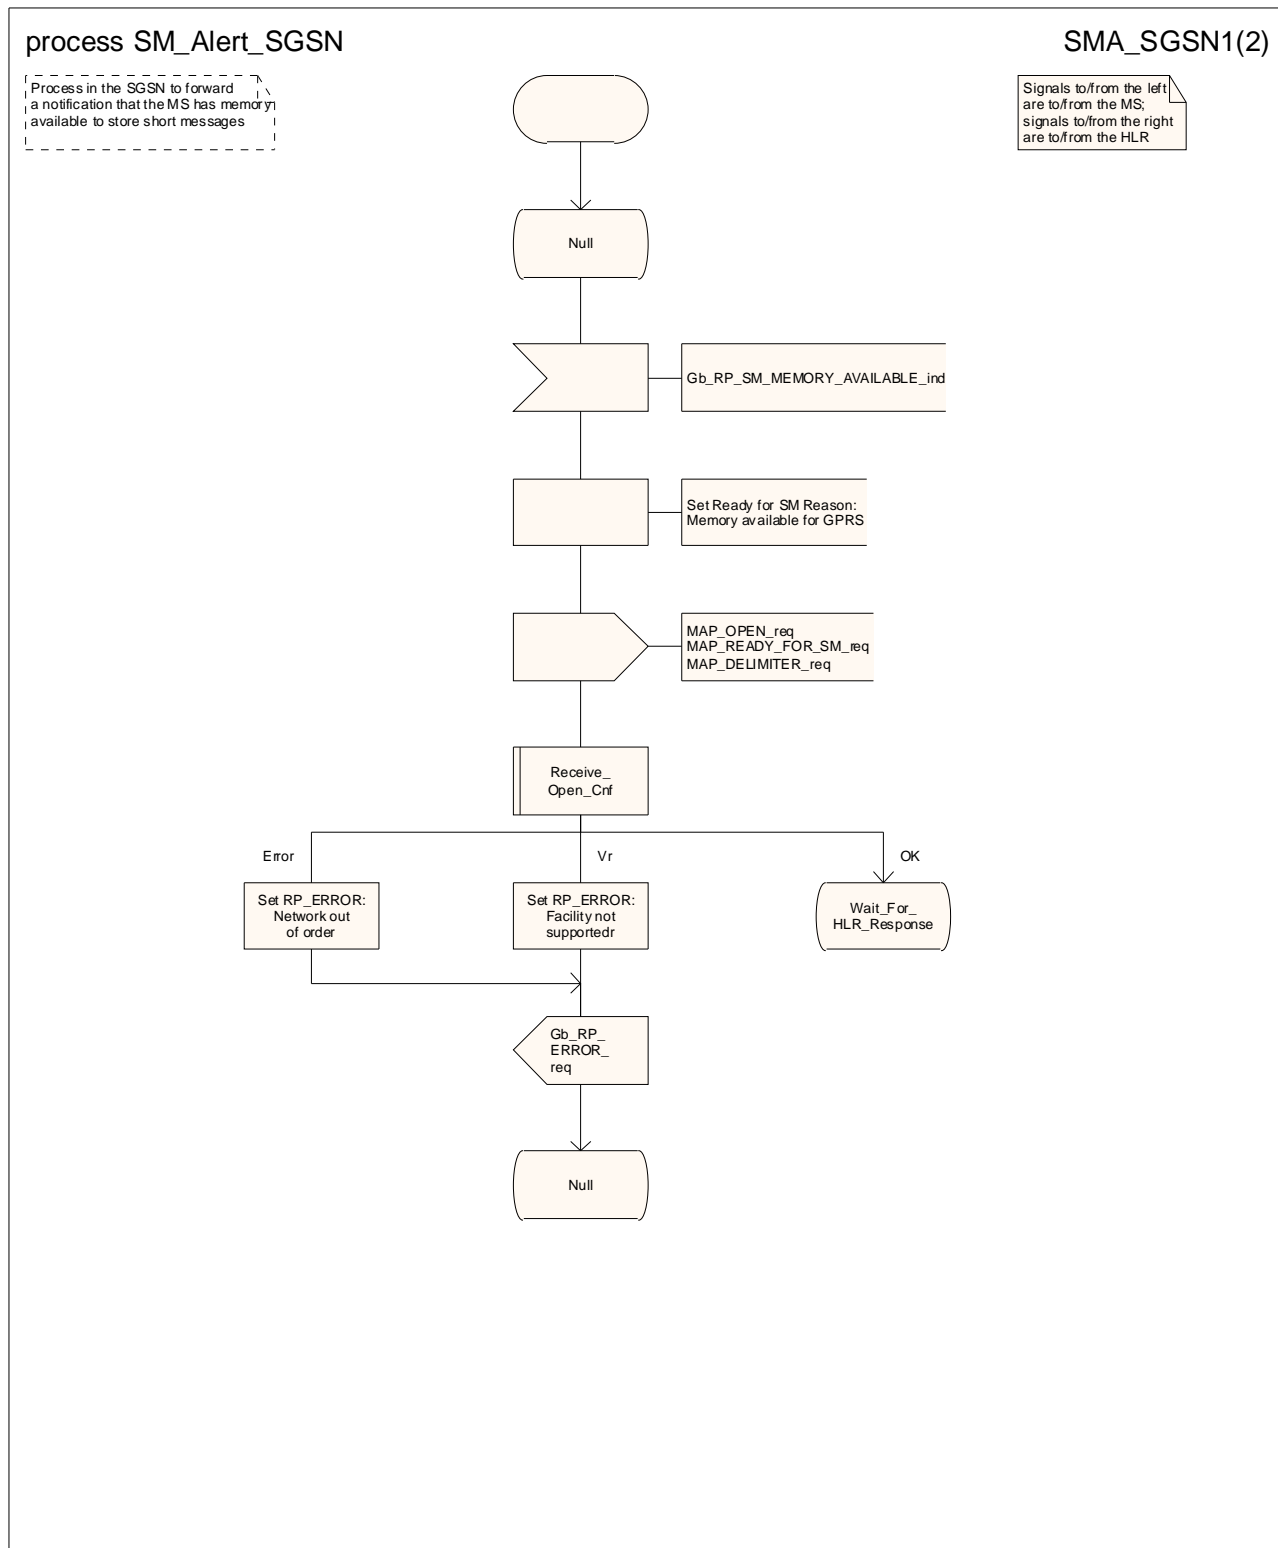 process SM_Alert_SGSN
SMA_SGSN1(2)
Process in the SGSN to forward
a notification that the MS has memory
available to store short messages
Signals to/from the left
are to/from the MS;
signals to/from the right
are to/from the HLR
Null
Gb_RP_SM_MEMORY_AVAILABLE_ind
Set Ready for SM Reason:
Memory available for GPRS
MAP_OPEN_req
MAP_READY_FOR_SM_req
MAP_DELIMITER_req
Receive_
Open_Cnf
Error
Vr
OK
Set RP_ERROR:
Network out
of order
Set RP_ERROR:
Facility not
supportedr
Wait_For_
HLR_Response
Gb_RP_
ERROR_
req
Null